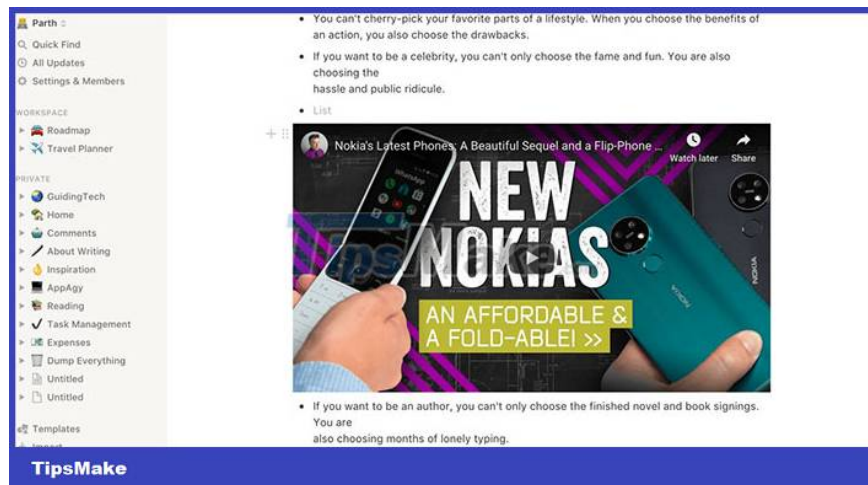 Parth
Quick Find
All Updates
Settings & Members
WORKSPACE
Roadmap
Travel Planner
PRIVATE
GuidingTech
Home
Comments
About Writing
Inspiration
AppAgy
Reading
Task Management
Expenses
Dump Everything
Untitled
Untitled
Templates
Import
• You can't cherry-pick your favorite parts of a lifestyle. When you choose the benefits of
an action, you also choose the drawbacks.
• If you want to be a celebrity, you can't only choose the fame and fun. You are also
choosing the
hassle and public ridicule.
• List
Nokia's Latest Phones: A Beautiful Sequel and a Flip-Phone ...
Watch later
Share
WhatsApp
NEW
NOKIAS
AN AFFORDABLE &
A FOLD-ABLE! >>
NOKIA
NOKIA
TipsMake
• If you want to be an author, you can't only choose the finished novel and book signings.
You are
also choosing months of lonely typing.
TipsMake